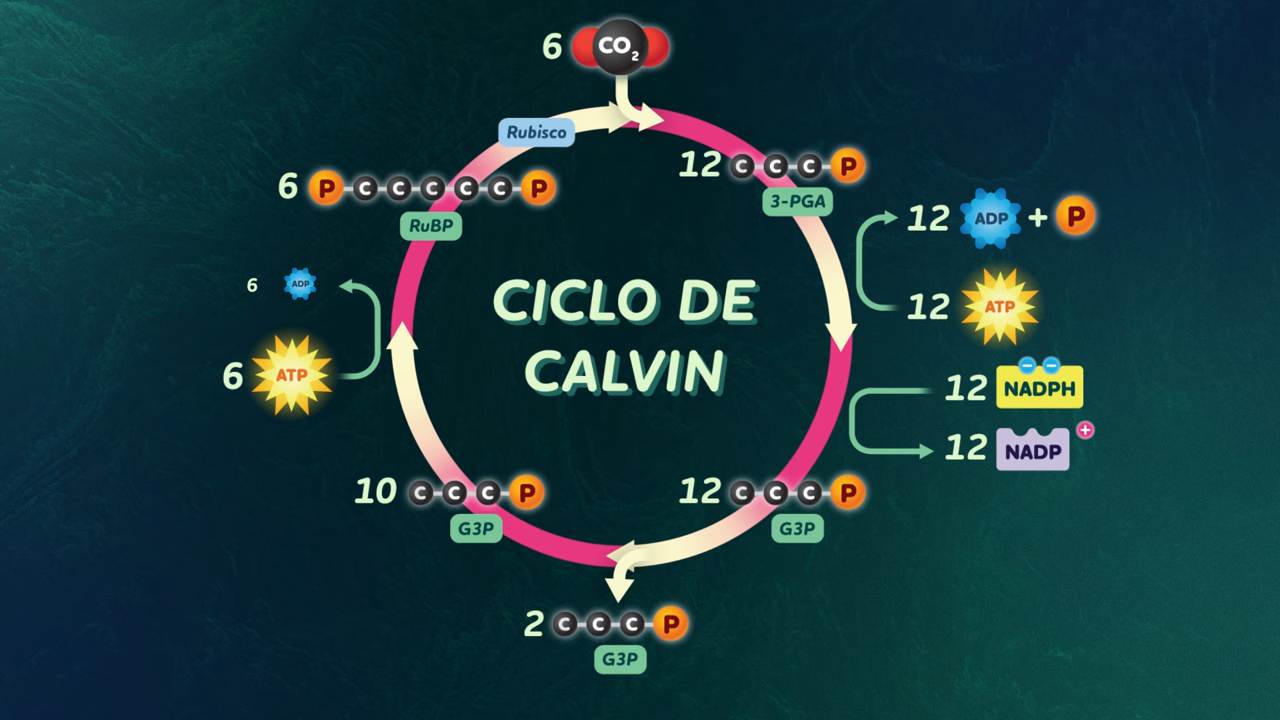 6 CO2
Rubisco
12 C C C P
3-PGA
6 P C C C C C P
RuBP
12 ADP + P
12 ATP
6 ADP
6 ATP
CICLO DE
CALVIN
12 NADPH
12 NADP +
10 C C C P
G3P
12 C C C P
G3P
2 C C C P
G3P